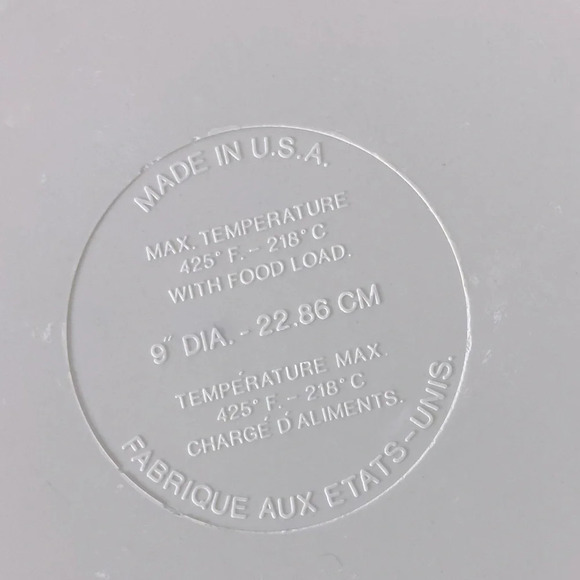 MADE IN U.S.A.
MAX. TEMPERATURE
425° F. - 218° C
WITH FOOD LOAD.
9" DIA. - 22.86 CM
TEMPÉRATURE MAX.
425° F. - 218° C
CHARGÉ D'ALIMENTS.
FABRIQUE AUX ETATS-UNIS.